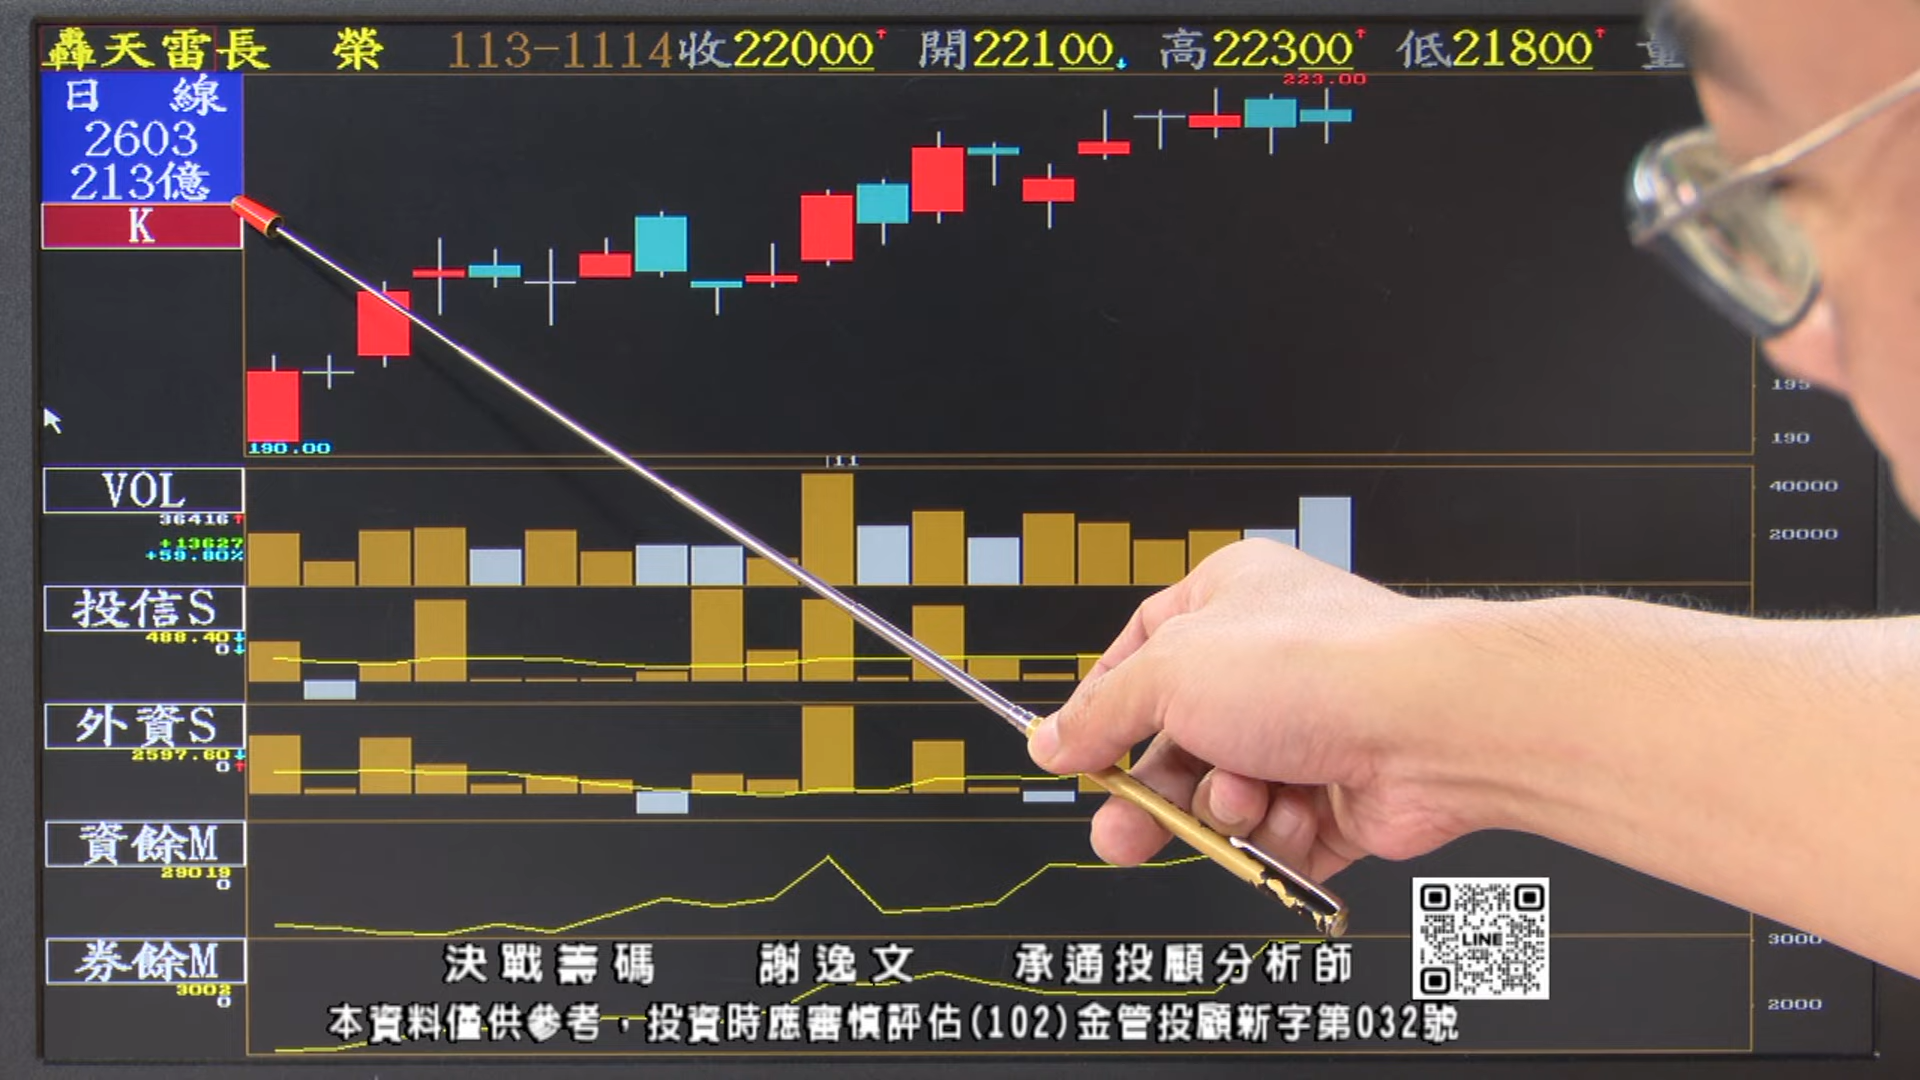 轟天雷長 榮 113-1114收22000↑ 開22100↓ 高22300↑ 低21800↑ 量
日 線
2603
213億
K
223.00
195
190
190.00
11
VOL
36416↑
+13627
+59.80%
40000
20000
投信S
488.40↓
0↓
外資S
2597.60↓
0↑
資餘M
29019
0
券餘M
3002
0
3000
2000
決戰籌碼 謝逸文 承通投顧分析師
LINE
本資料僅供參考，投資時應審慎評估(102)金管投顧新字第032號